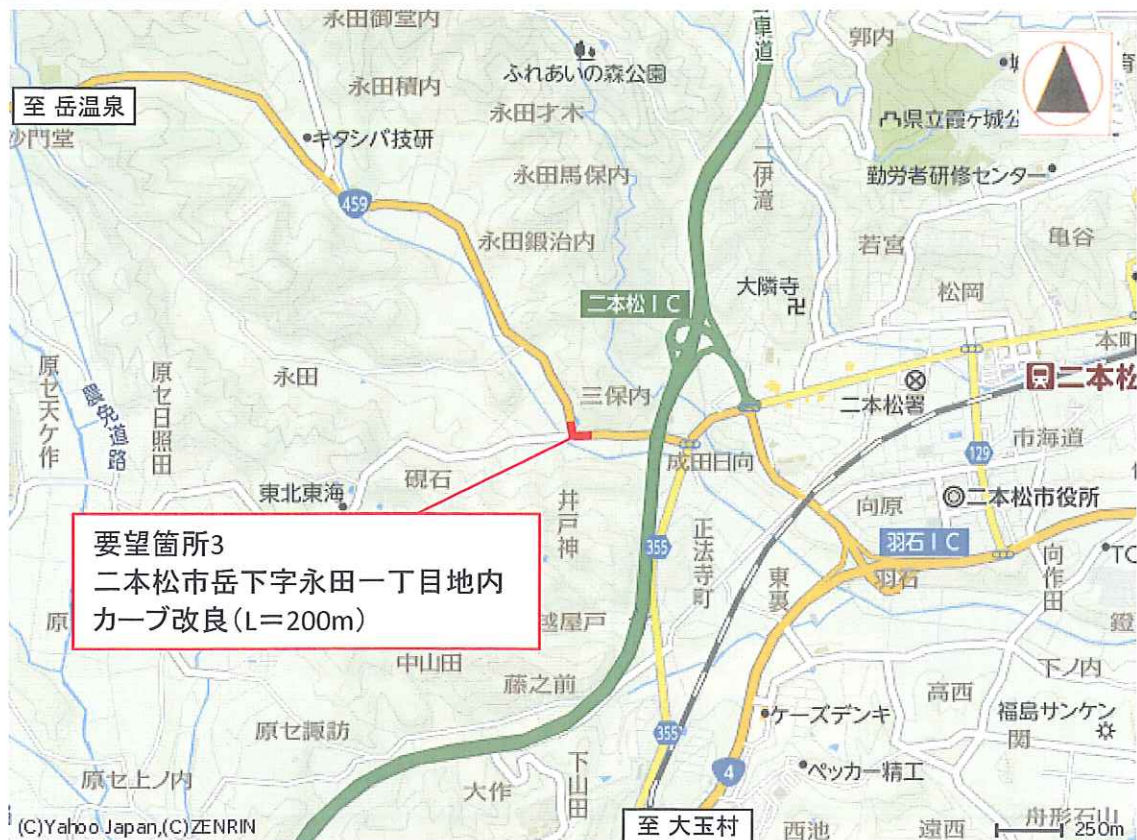 永田御堂内
車道
郭内
ふれあいの森公園
永田積内
至 岳温泉
永田才木
県立霞ケ城公
沙門堂
キタシバ技研
二伊滝
永田馬保内
勤労者研修センター
459
永田鍛治内
若宮
亀谷
大隣寺
二本松IC
松岡
本町
原セ天ケ作
農免道路
原セ日照田
永田
三保内
二本松署
二本松
市海道
成田日向
129
硯石
東北東海
井戸神
向原
二本松市役所
355
正法寺町
東裏
羽石IC
羽石
向作田
TC
要望箇所3
二本松市岳下字永田一丁目地内
カーブ改良(L=200m)
原
越屋戸
鐙
中山田
下ノ内
藤之前
高西
ケーズデンキ
福島サンケン
関
原セ諏訪
355
4
ベッカー精工
原セ上ノ内
大作
下山田
(C)Yahoo Japan,(C)ZENRIN
至 大玉村
西池
遠西
舟形石山
250m